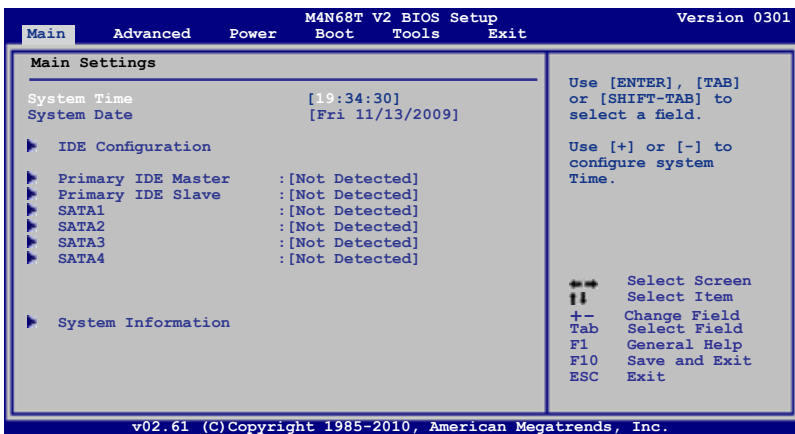 M4N68T V2 BIOS Setup Version 0301
Main Advanced Power Boot Tools Exit
Main Settings
System Time [19:34:30]
System Date [Fri 11/13/2009]
IDE Configuration
Primary IDE Master :[Not Detected]
Primary IDE Slave :[Not Detected]
SATA1 :[Not Detected]
SATA2 :[Not Detected]
SATA3 :[Not Detected]
SATA4 :[Not Detected]
System Information
Use [ENTER], [TAB]
or [SHIFT-TAB] to
select a field.
Use [+] or [-] to
configure system
Time.
Select Screen
Select Item
+- Change Field
Tab Select Field
F1 General Help
F10 Save and Exit
ESC Exit
v02.61 (C)Copyright 1985-2010, American Megatrends, Inc.